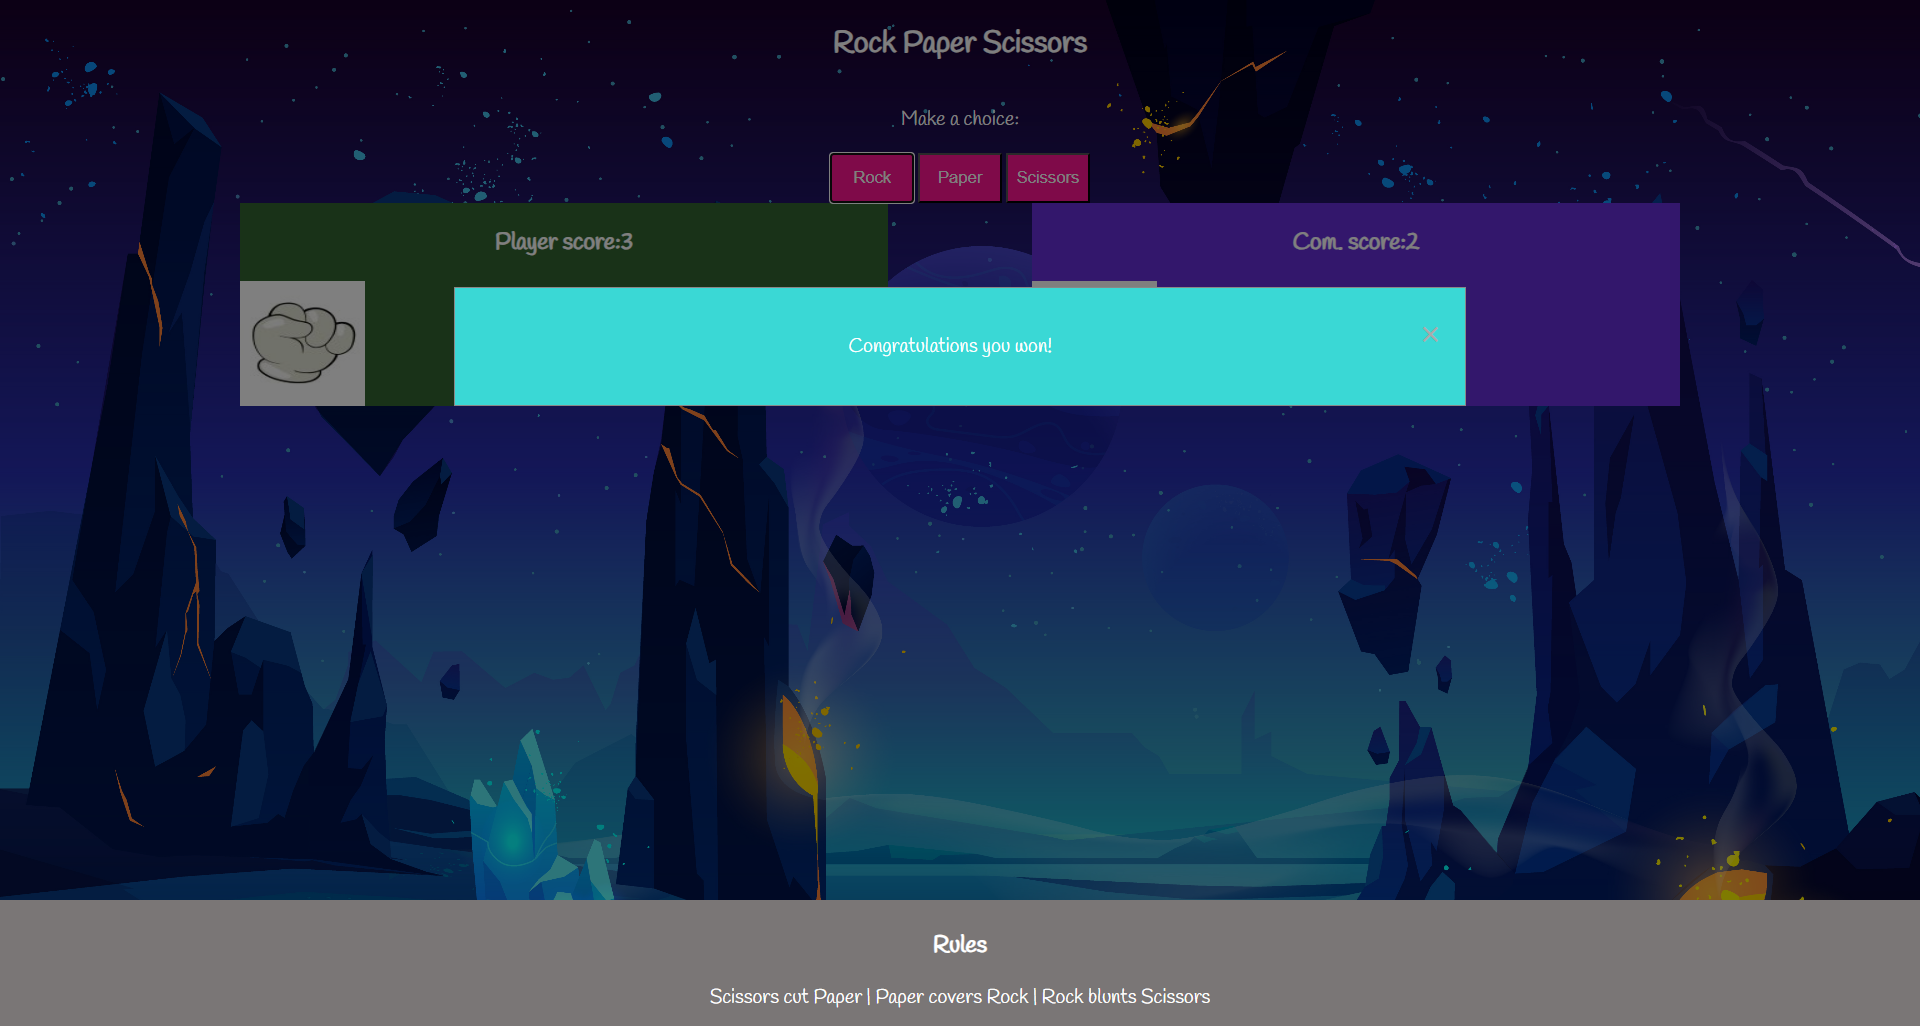 Rock Paper Scissors
Make a choice:
Rock Paper Scissors
Player score:3
Com. score:2
Congratulations you won!
×
Rules
Scissors cut Paper | Paper covers Rock | Rock blunts Scissors